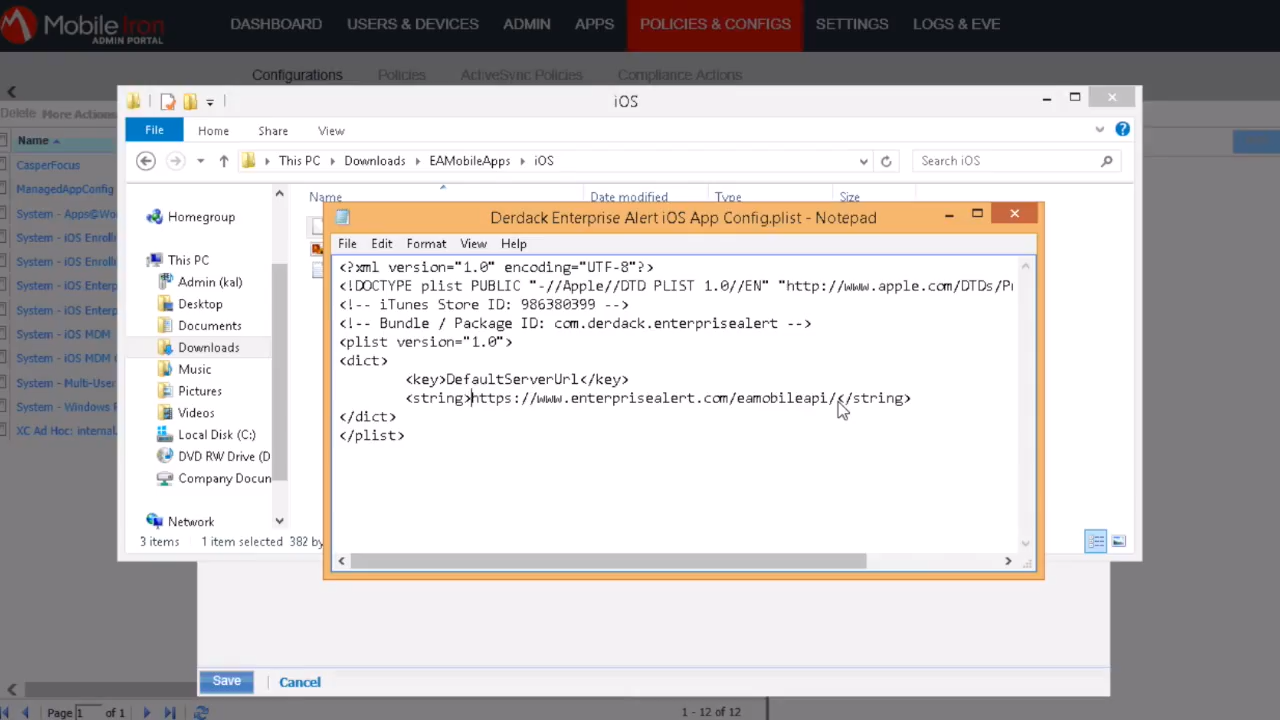 MobileIron
ADMIN PORTAL
DASHBOARD
USERS & DEVICES
ADMIN
APPS
POLICIES & CONFIGS
SETTINGS
LOGS & EVE
Configurations
Policies
ActiveSync Policies
Compliance Actions
Delete
More Actions
Name
CasperFocus
ManagedAppConfig
System - Apps@Wo
System - iOS Enroll
System - iOS Enroll
System - iOS Enterp
System - iOS Enterp
System - iOS MDM
System - iOS MDM C
System - Multi-User
System - Windows P
XC Ad Hoc: internal.
iOS
File
Home
Share
View
This PC
Downloads
EAMobileApps
iOS
Search iOS
Name
Date modified
Type
Size
Homegroup
This PC
Admin (kal)
Desktop
Documents
Downloads
Music
Pictures
Videos
Local Disk (C:)
DVD RW Drive (D
Company Docun
Network
3 items
1 item selected
382 by
Derdack Enterprise Alert iOS App Config.plist - Notepad
File
Edit
Format
View
Help
<?xml version="1.0" encoding="UTF-8"?>
<!DOCTYPE plist PUBLIC "-//Apple//DTD PLIST 1.0//EN" "http://www.apple.com/DTDs/Pr
<!-- iTunes Store ID: 986380399 -->
<!-- Bundle / Package ID: com.derdack.enterprisealert -->
<plist version="1.0">
<dict>
<key>DefaultServerUrl</key>
<string>https://www.enterprisealert.com/eamobileapi/</string>
</dict>
</plist>
Save
Cancel
Page 1 of 1
1 - 12 of 12